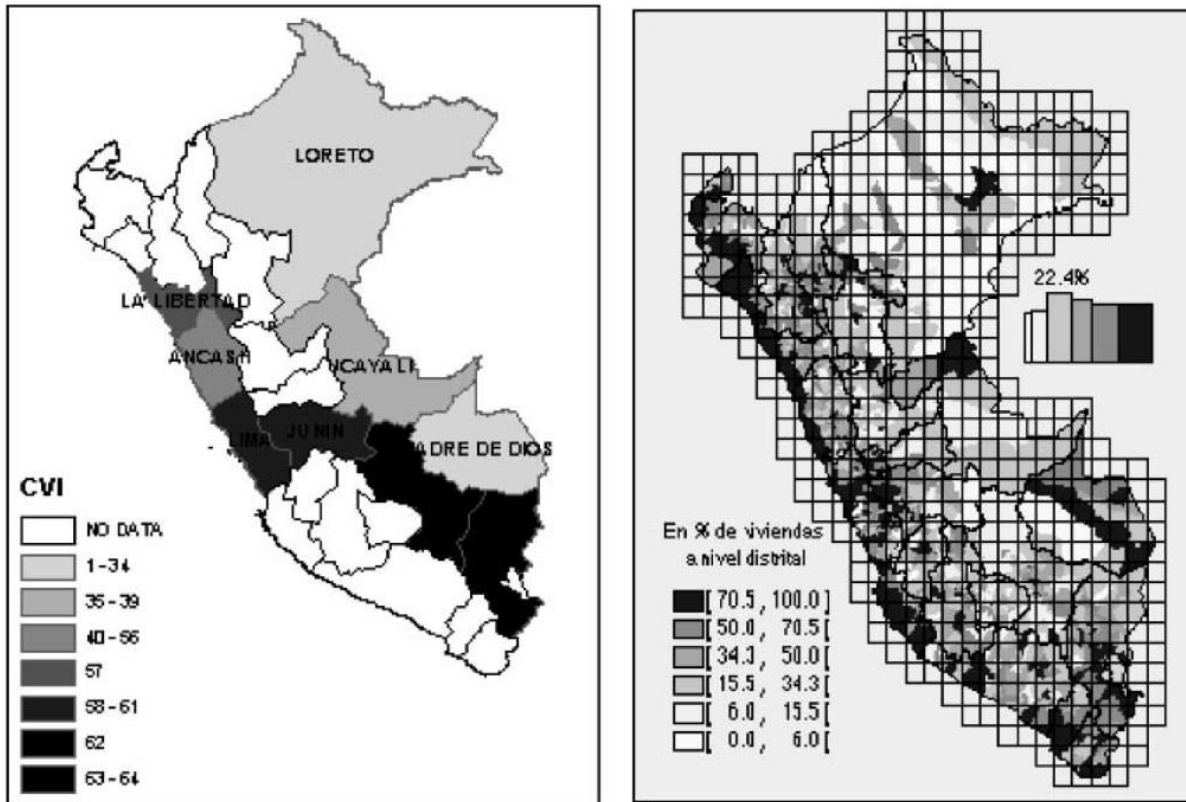 LORETO
LA LIBERTAD
ANCASH
UCAYALI
LIMA
JUNIN
ADRE DE DIOS
CVI
NO DATA
1-34
35-39
40-56
57
58-61
62
63-64
22.4%
En % de viviendas
a nivel distrital
[ 70.5, 100.0 [
[ 50.0, 70.5 [
[ 34.3, 50.0 [
[ 15.5, 34.3 [
[ 6.0, 15.5 [
[ 0.0, 6.0 [